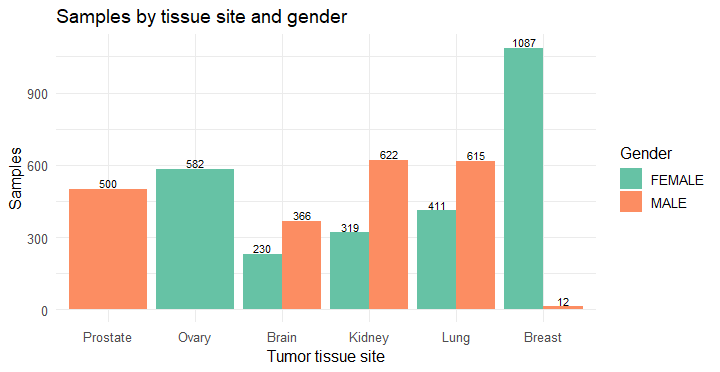 Samples by tissue site and gender
Samples
900
600
300
0
500
582
230
366
319
622
411
615
1087
12
Prostate
Ovary
Brain
Kidney
Lung
Breast
Tumor tissue site
Gender
FEMALE
MALE